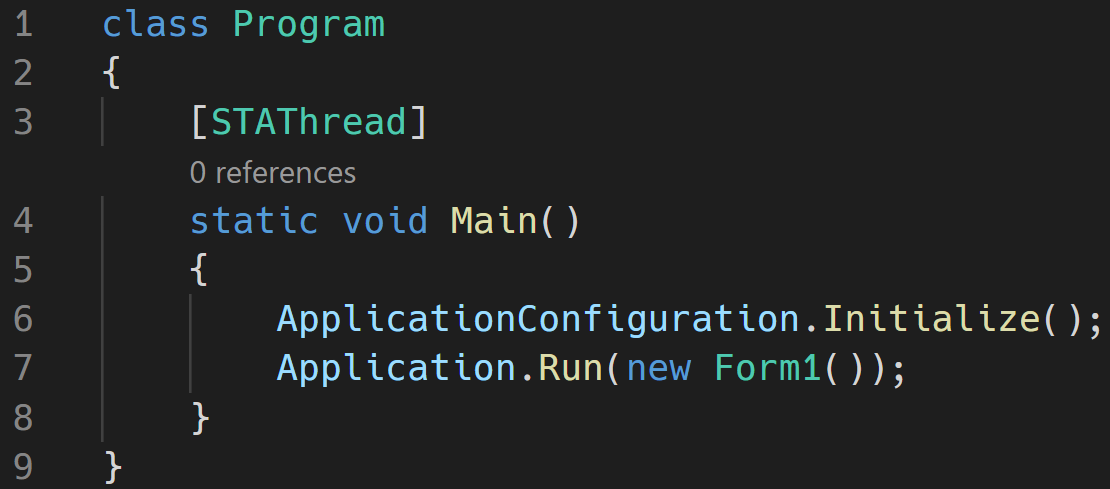 1 class Program
2 {
3     [STAThread]
      0 references
4     static void Main()
5     {
6         ApplicationConfiguration.Initialize();
7         Application.Run(new Form1());
8     }
9 }